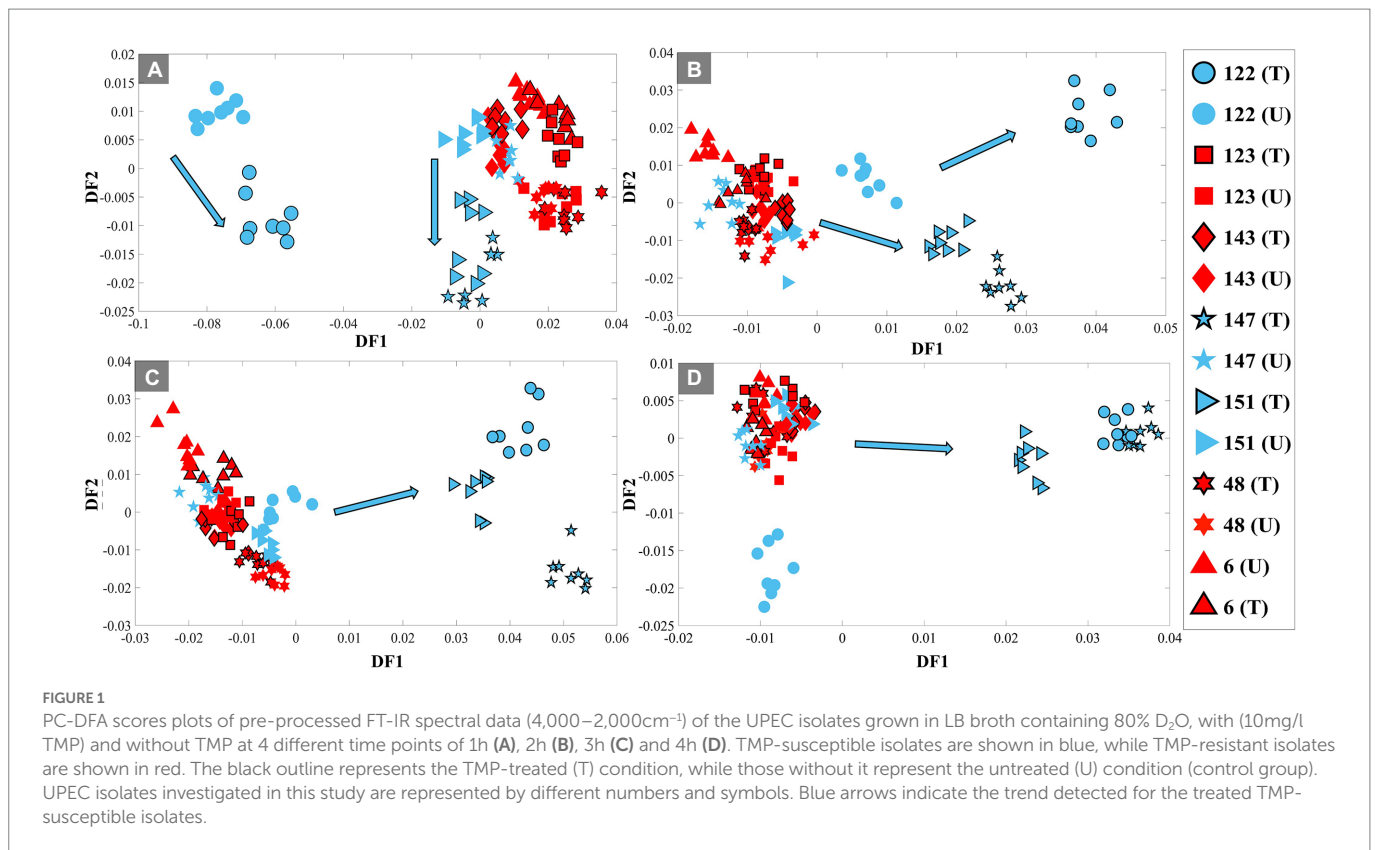 A
0.02
0.015
0.01
0.005
0
-0.005
-0.01
-0.015
-0.02
-0.025
DF2
-0.1
-0.08
-0.06
-0.04
-0.02
0
0.02
0.04
DF1
B
0.04
0.03
0.02
0.01
0
-0.01
-0.02
-0.03
DF2
-0.02
-0.01
0
0.01
0.02
0.03
0.04
0.05
DF1
C
0.04
0.03
0.02
0.01
0
-0.01
-0.02
-0.03
DF2
-0.03
-0.02
-0.01
0
0.01
0.02
0.03
0.04
0.05
0.06
DF1
D
0.01
0.005
0
-0.005
-0.01
-0.015
-0.02
-0.025
DF2
-0.02
-0.01
0
0.01
0.02
0.03
0.04
DF1
122 (T)
122 (U)
123 (T)
123 (U)
143 (T)
143 (U)
147 (T)
147 (U)
151 (T)
151 (U)
48 (T)
48 (U)
6 (U)
6 (T)
FIGURE 1
PC-DFA scores plots of pre-processed FT-IR spectral data (4,000–2,000cm⁻¹) of the UPEC isolates grown in LB broth containing 80% D₂O, with (10mg/l
TMP) and without TMP at 4 different time points of 1h (A), 2h (B), 3h (C) and 4h (D). TMP-susceptible isolates are shown in blue, while TMP-resistant isolates
are shown in red. The black outline represents the TMP-treated (T) condition, while those without it represent the untreated (U) condition (control group).
UPEC isolates investigated in this study are represented by different numbers and symbols. Blue arrows indicate the trend detected for the treated TMP-
susceptible isolates.